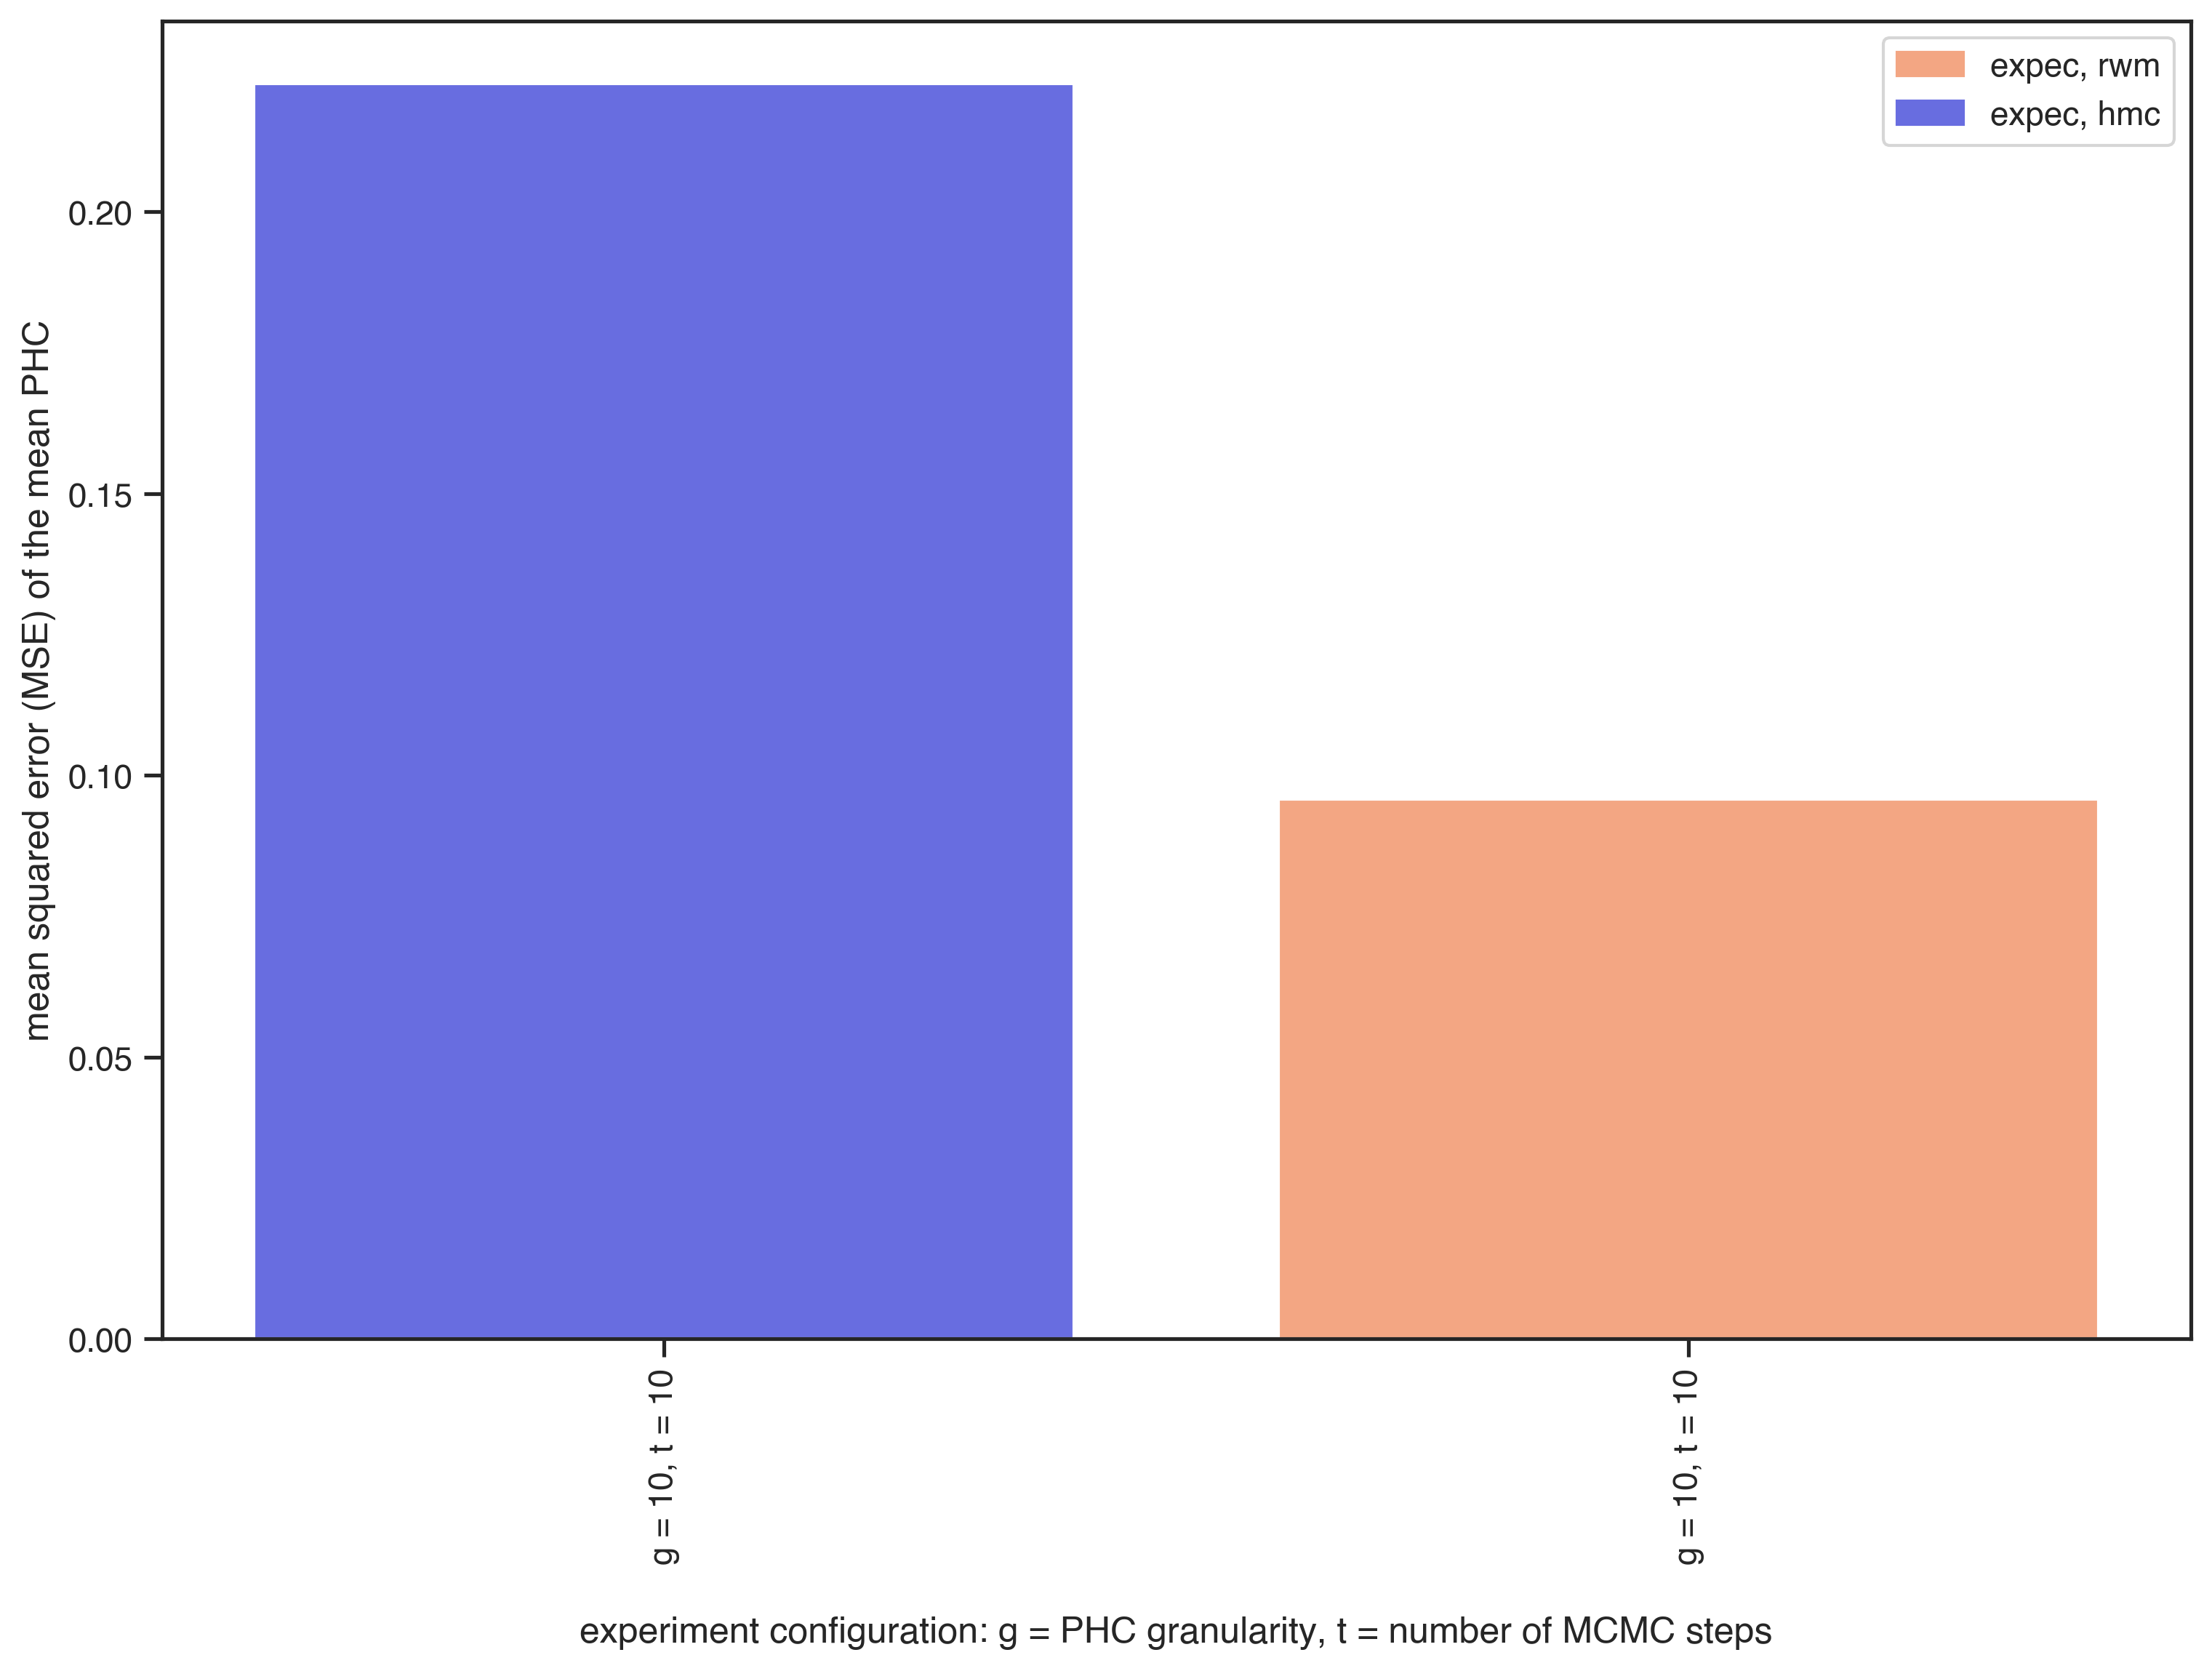 expec, rwm
expec, hmc
mean squared error (MSE) of the mean PHC
0.20
0.15
0.10
0.05
0.00
g = 10, t = 10
g = 10, t = 10
experiment configuration: g = PHC granularity, t = number of MCMC steps